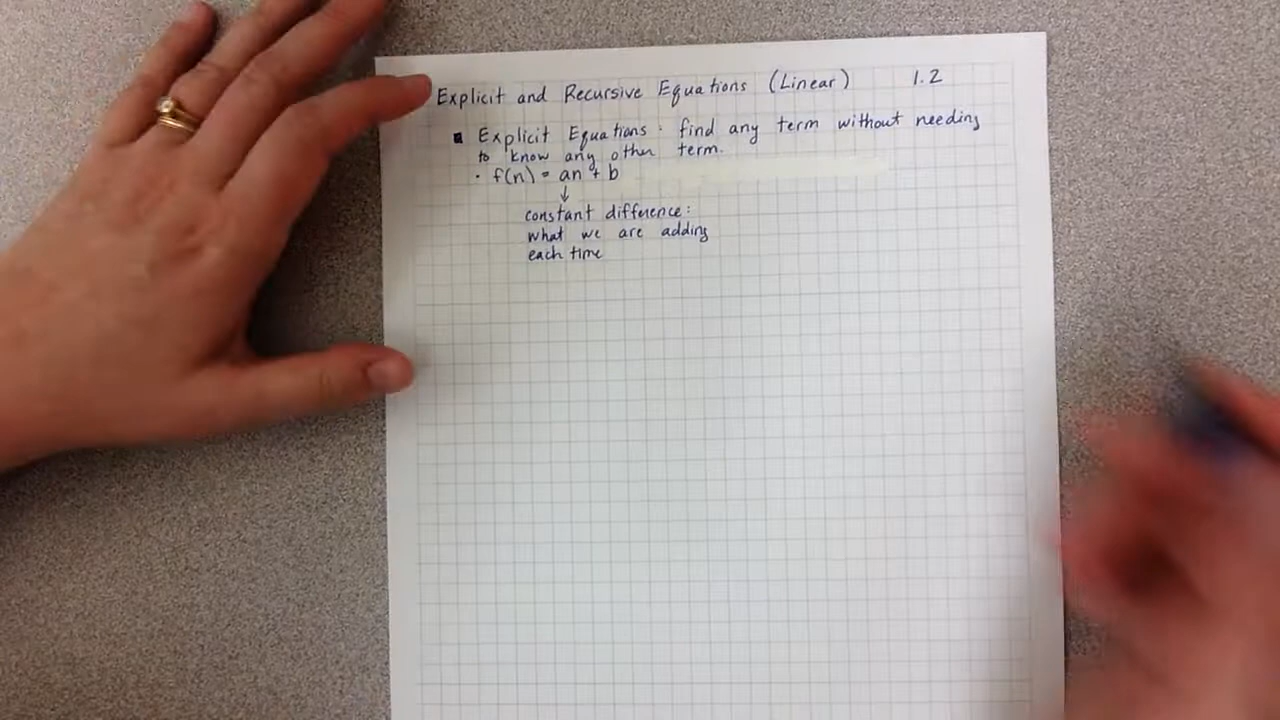 Explicit and Recursive Equations (Linear) 1.2
▪ Explicit Equations: find any term without needing
to know any other term.
· f(n) = an + b
↓
constant difference:
what we are adding
each time